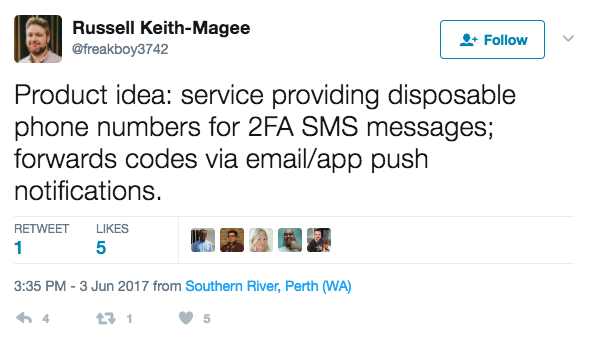 Russell Keith-Magee
@freakboy3742
Follow
Product idea: service providing disposable
phone numbers for 2FA SMS messages;
forwards codes via email/app push
notifications.
RETWEET LIKES
1 5
3:35 PM - 3 Jun 2017 from Southern River, Perth (WA)
4 1 5